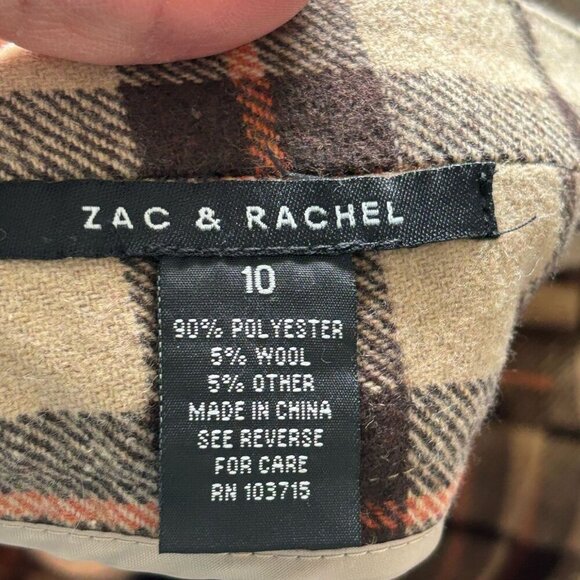 ZAC & RACHEL
10
90% POLYESTER
5% WOOL
5% OTHER
MADE IN CHINA
SEE REVERSE
FOR CARE
RN 103715